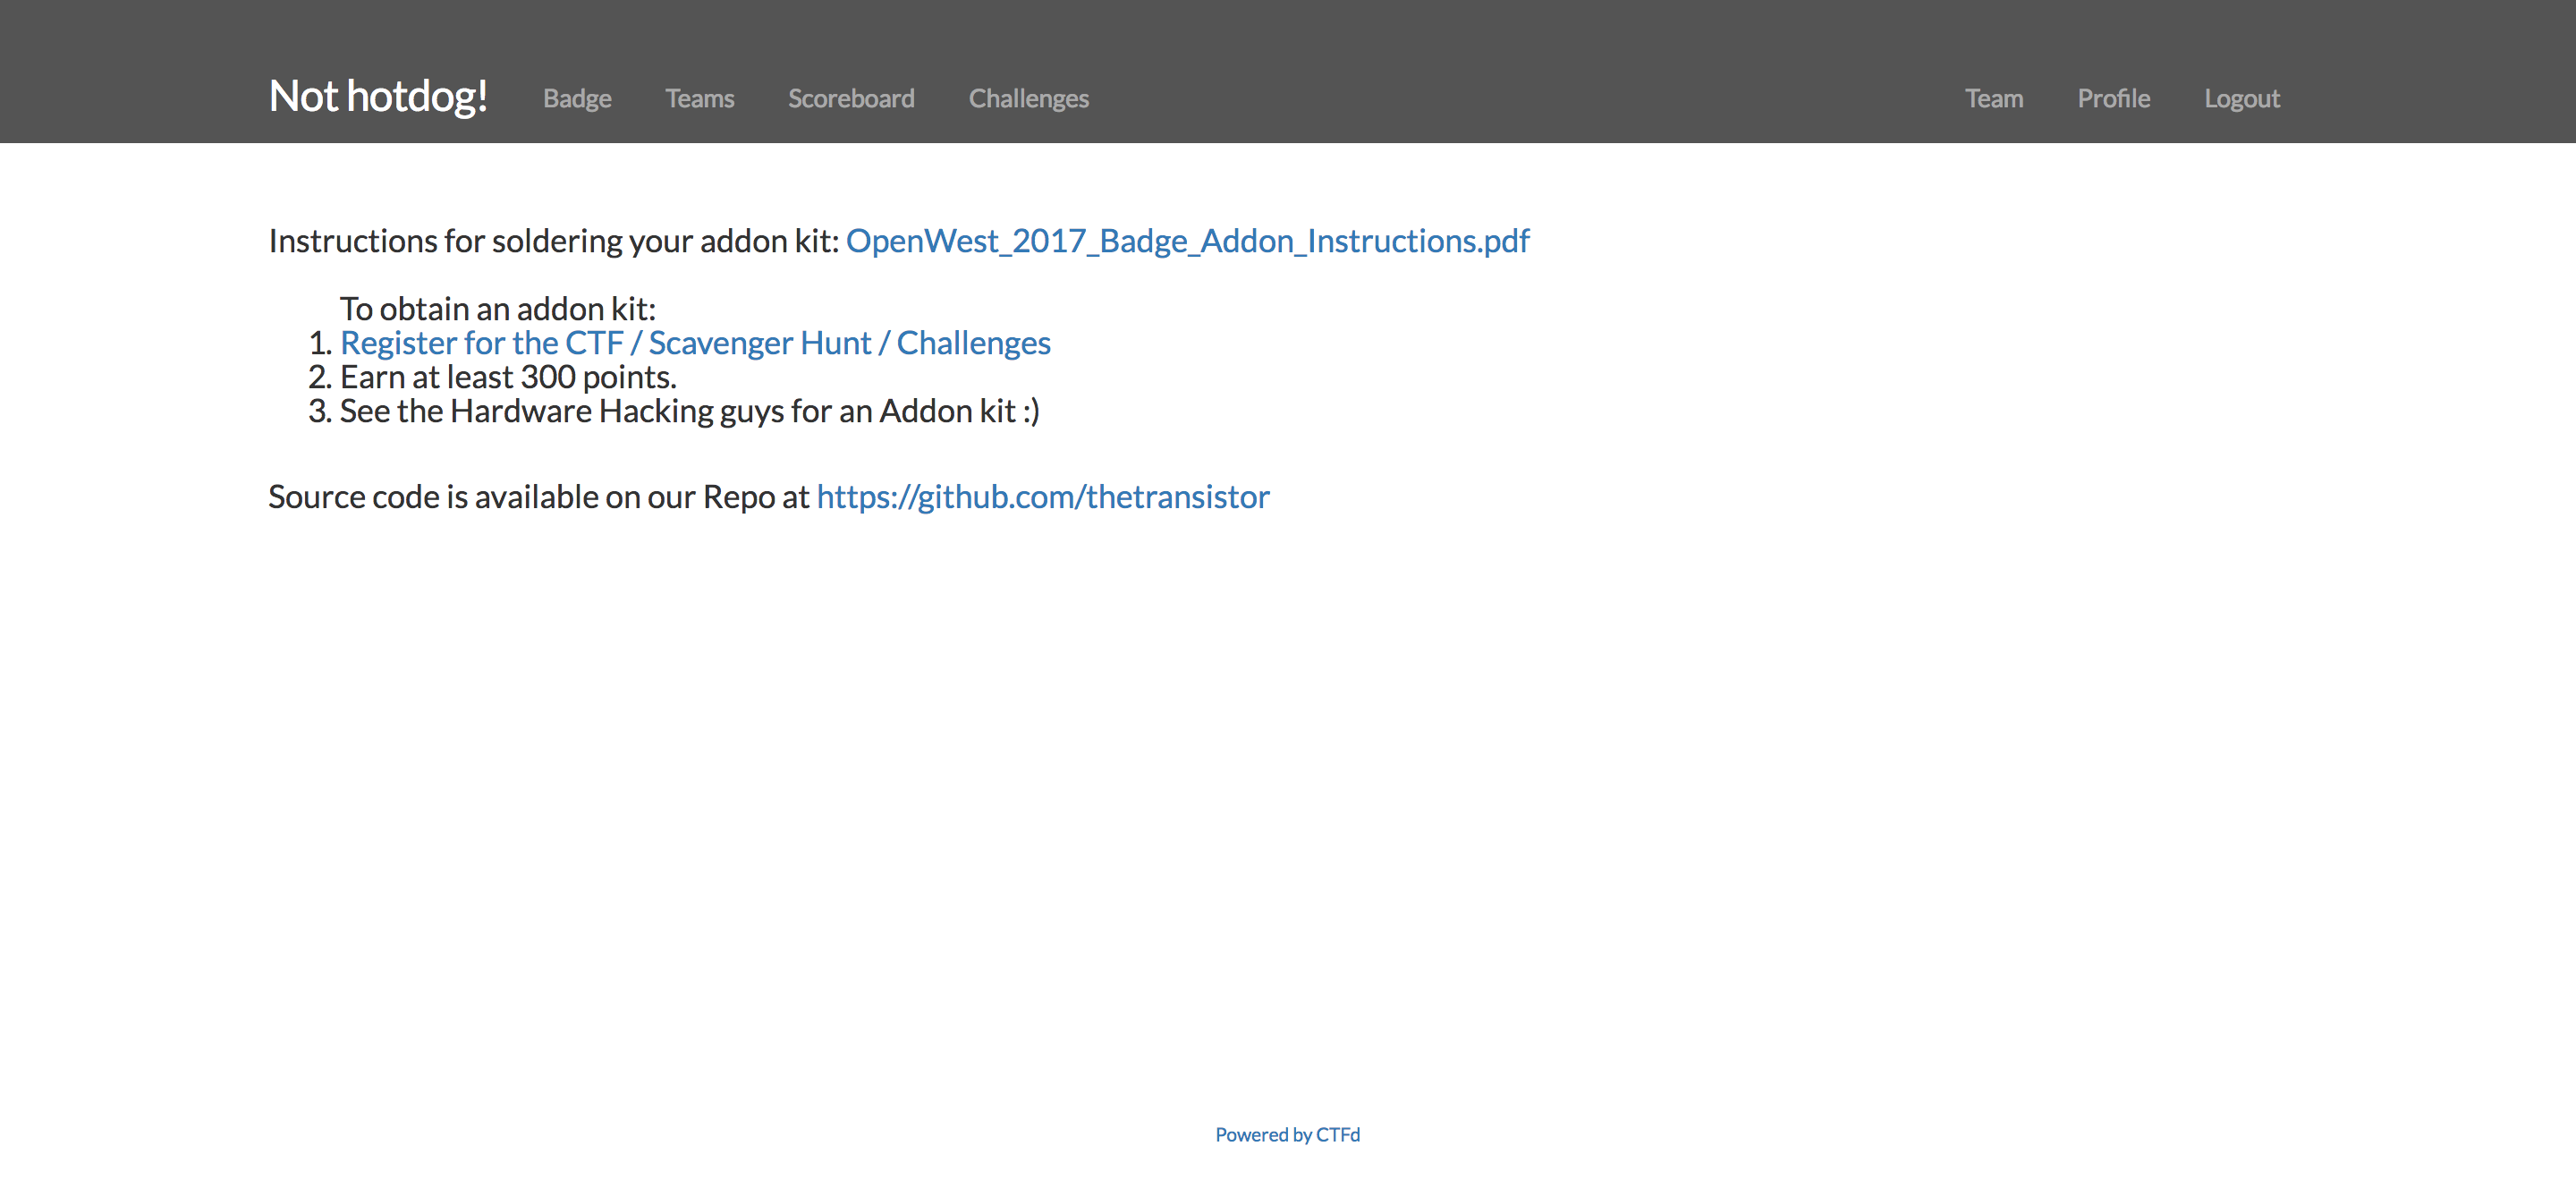 Not hotdog! Badge Teams Scoreboard Challenges Team Profile Logout
Instructions for soldering your addon kit: OpenWest_2017_Badge_Addon_Instructions.pdf
To obtain an addon kit:
1. Register for the CTF / Scavenger Hunt / Challenges
2. Earn at least 300 points.
3. See the Hardware Hacking guys for an Addon kit :)
Source code is available on our Repo at https://github.com/thetransistor
Powered by CTFd